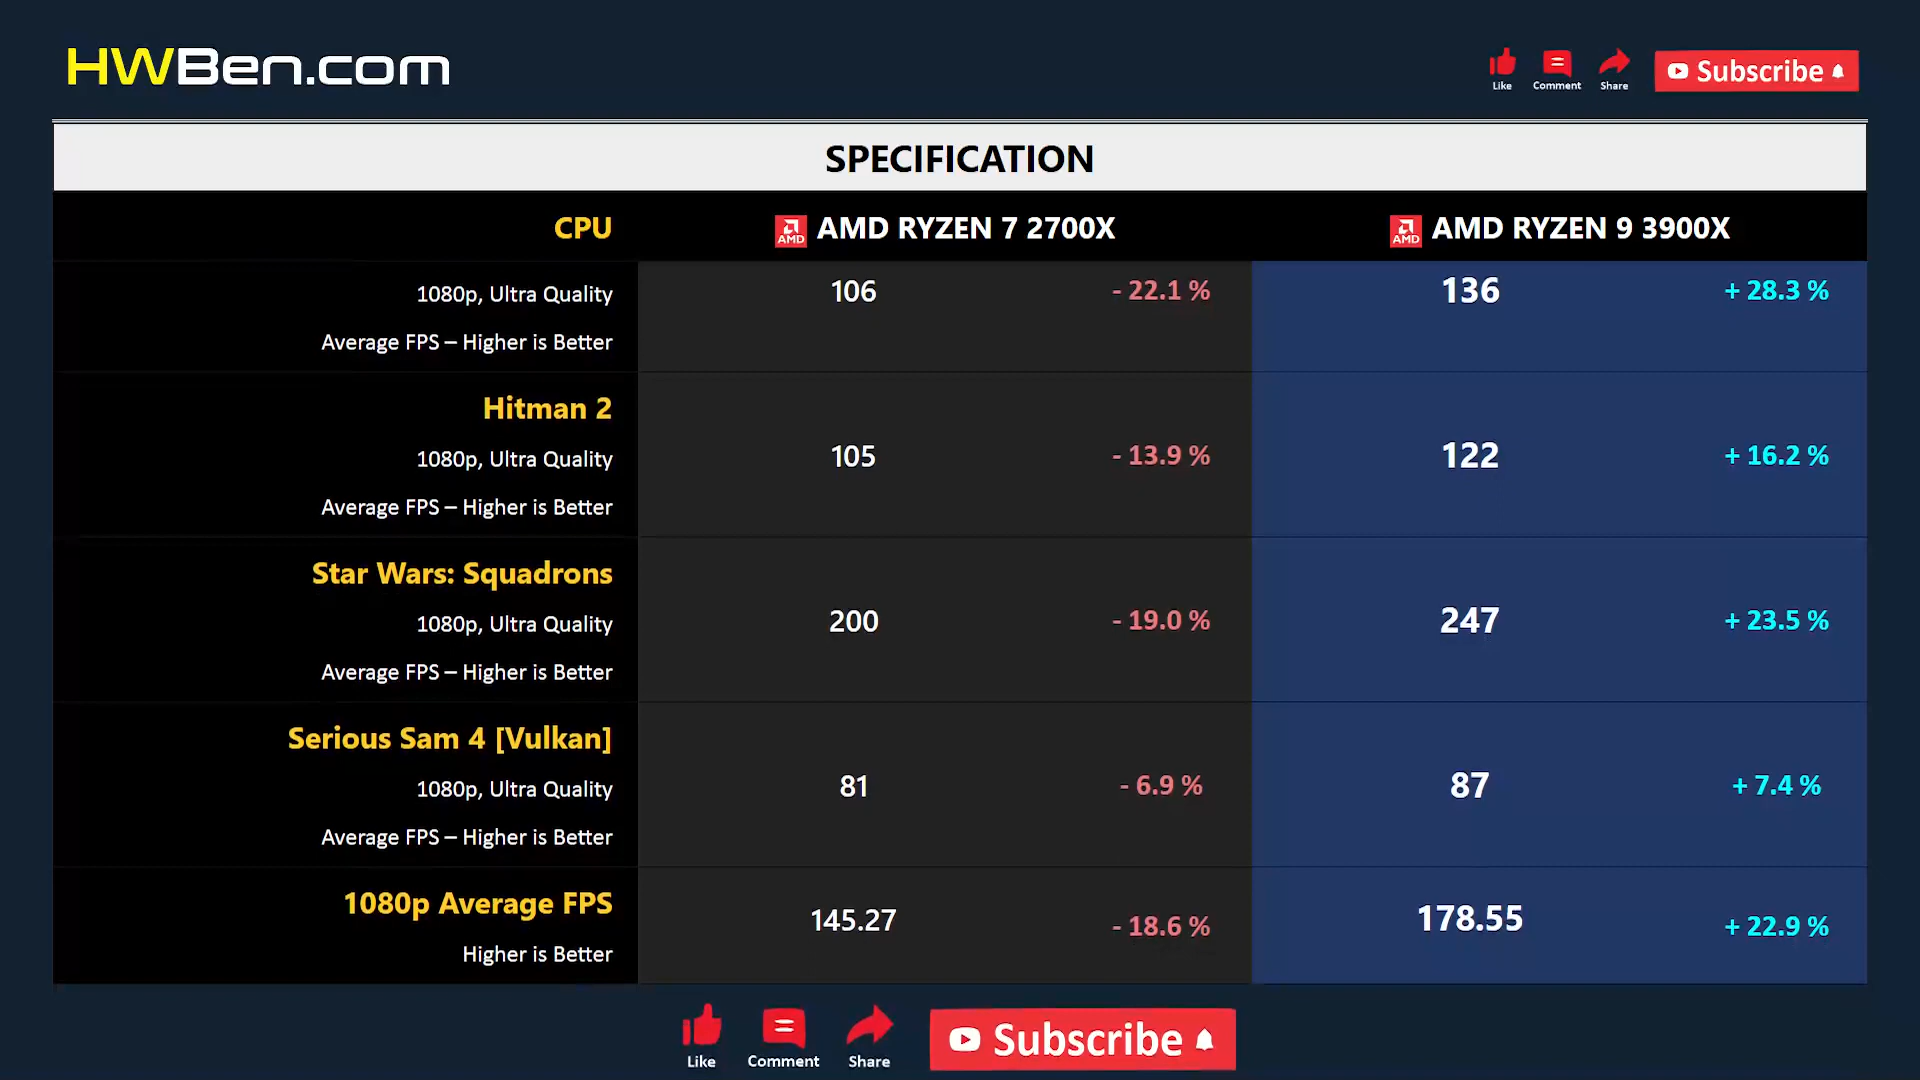 HWBen.com
Like Comment Share Subscribe
SPECIFICATION
CPU AMD AMD RYZEN 7 2700X AMD AMD RYZEN 9 3900X
1080p, Ultra Quality 106 - 22.1 % 136 + 28.3 %
Average FPS – Higher is Better
Hitman 2
1080p, Ultra Quality 105 - 13.9 % 122 + 16.2 %
Average FPS – Higher is Better
Star Wars: Squadrons
1080p, Ultra Quality 200 - 19.0 % 247 + 23.5 %
Average FPS – Higher is Better
Serious Sam 4 [Vulkan]
1080p, Ultra Quality 81 - 6.9 % 87 + 7.4 %
Average FPS – Higher is Better
1080p Average FPS 145.27 - 18.6 % 178.55 + 22.9 %
Higher is Better
Like Comment Share Subscribe